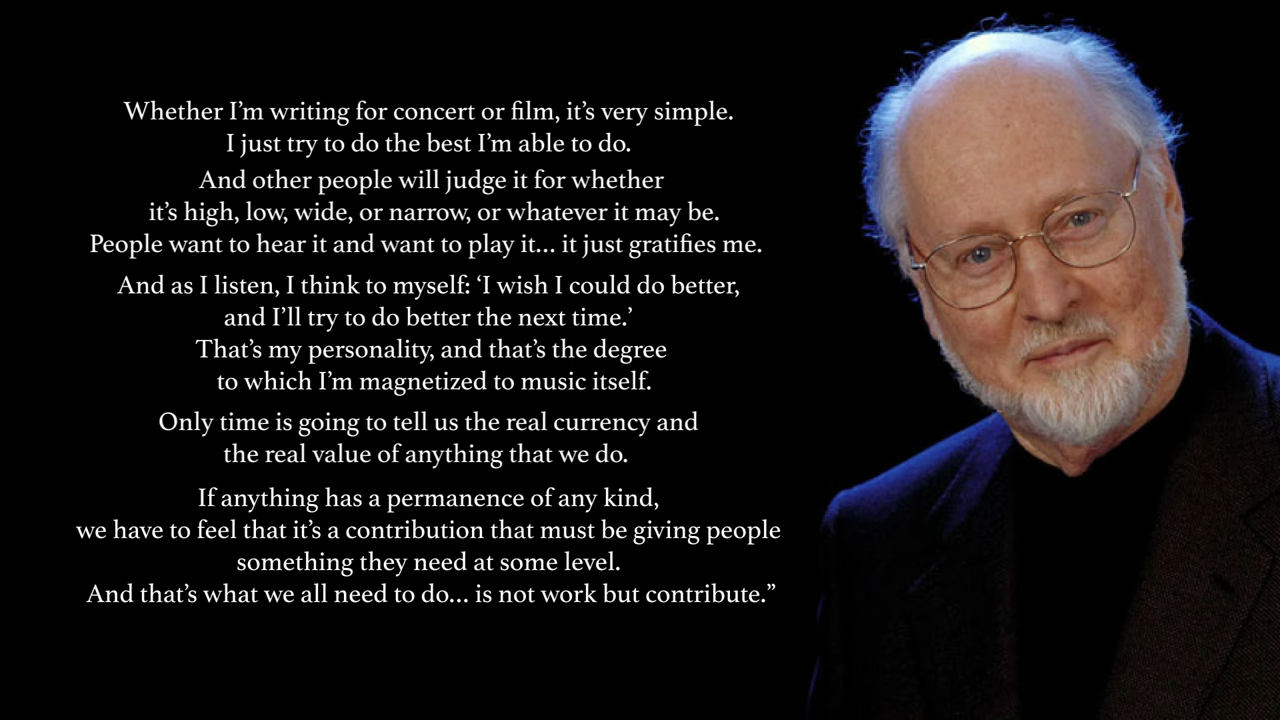 Whether I’m writing for concert or film, it’s very simple.
I just try to do the best I’m able to do.
And other people will judge it for whether
it’s high, low, wide, or narrow, or whatever it may be.
People want to hear it and want to play it... it just gratifies me.
And as I listen, I think to myself: ‘I wish I could do better,
and I’ll try to do better the next time.’
That’s my personality, and that’s the degree
to which I’m magnetized to music itself.
Only time is going to tell us the real currency and
the real value of anything that we do.
If anything has a permanence of any kind,
we have to feel that it’s a contribution that must be giving people
something they need at some level.
And that’s what we all need to do... is not work but contribute.”